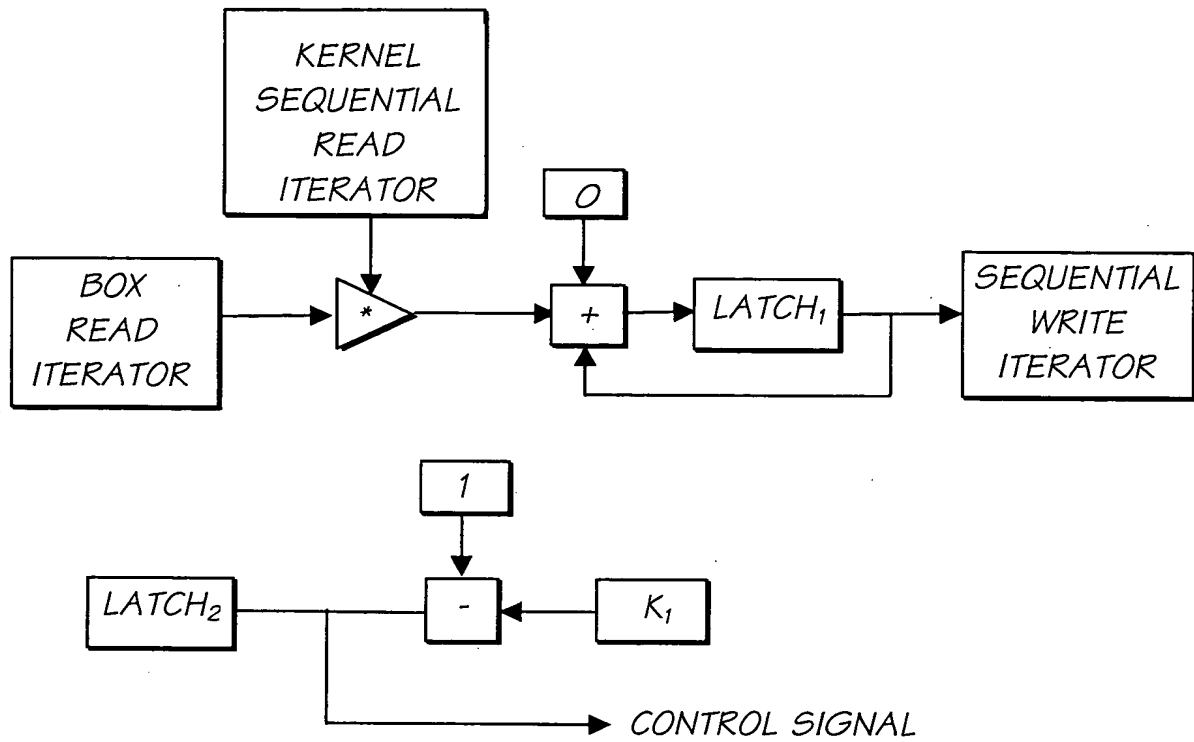 KERNEL
SEQUENTIAL
READ
ITERATOR
0
BOX
READ
ITERATOR
*
+
LATCH₁
SEQUENTIAL
WRITE
ITERATOR
1
LATCH₂
-
K₁
CONTROL SIGNAL